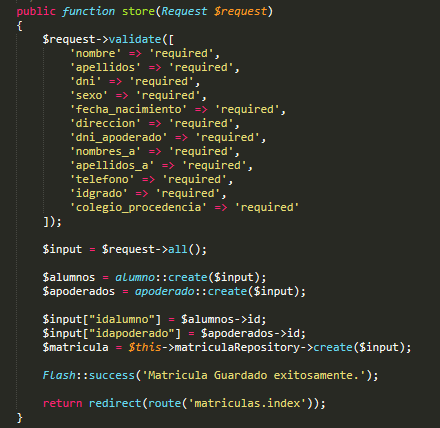 public function store(Request $request)
{
$request->validate([
'nombre' => 'required',
'apellidos' => 'required',
'dni' => 'required',
'sexo' => 'required',
'fecha_nacimiento' => 'required',
'direccion' => 'required',
'dni_apoderado' => 'required',
'nombres_a' => 'required',
'apellidos_a' => 'required',
'telefono' => 'required',
'idgrado' => 'required',
'colegio_procedencia' => 'required'
]);
$input = $request->all();
$alumnos = alumno::create($input);
$apoderados = apoderado::create($input);
$input["idalumno"] = $alumnos->id;
$input["idapoderado"] = $apoderados->id;
$matricula = $this->matriculaRepository->create($input);
Flash::success('Matricula Guardado exitosamente.');
return redirect(route('matriculas.index'));
}